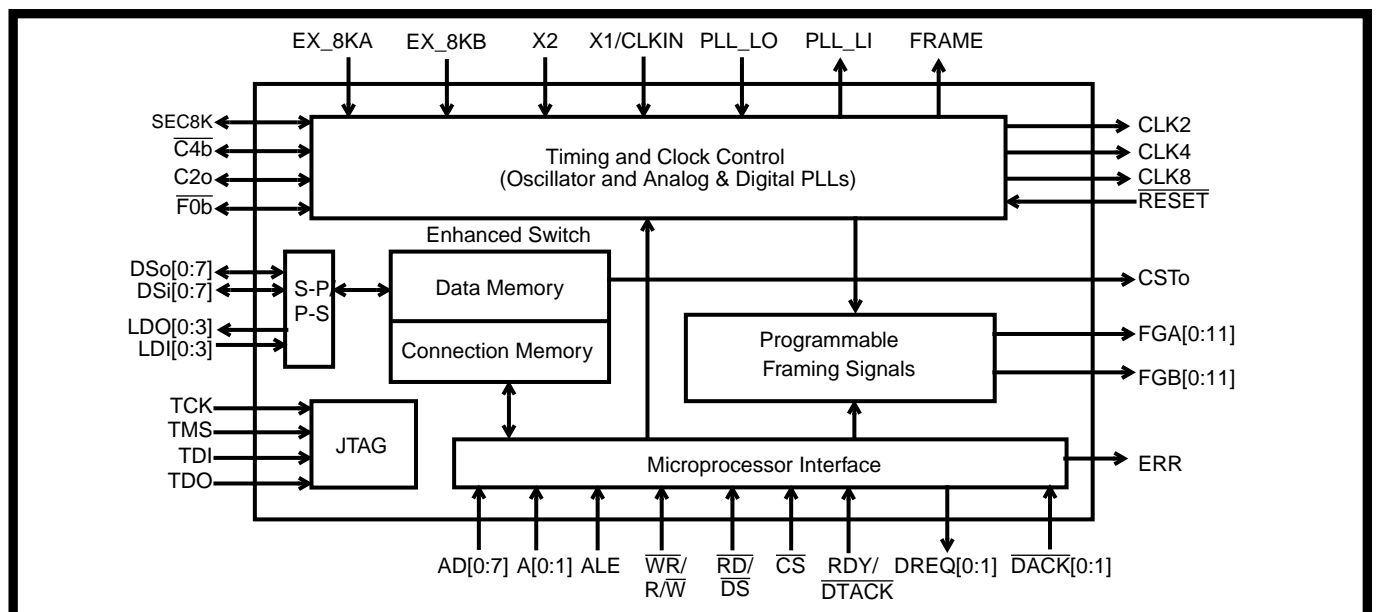 EX_8KA EX_8KB X2 X1/CLKIN PLL_LO PLL_LI FRAME
SEC8K
C4b
C2o
F0b
Timing and Clock Control
(Oscillator and Analog & Digital PLLs)
CLK2
CLK4
CLK8
RESET
Enhanced Switch
DSo[0:7]
DSi[0:7]
LDO[0:3]
LDI[0:3]
S-P/
P-S
Data Memory
Connection Memory
CSTo
Programmable
Framing Signals
FGA[0:11]
FGB[0:11]
TCK
TMS
TDI
TDO
JTAG
Microprocessor Interface
ERR
AD[0:7] A[0:1] ALE WR/ RD/ CS RDY/ DREQ[0:1] DACK[0:1]
R/W DS DTACK